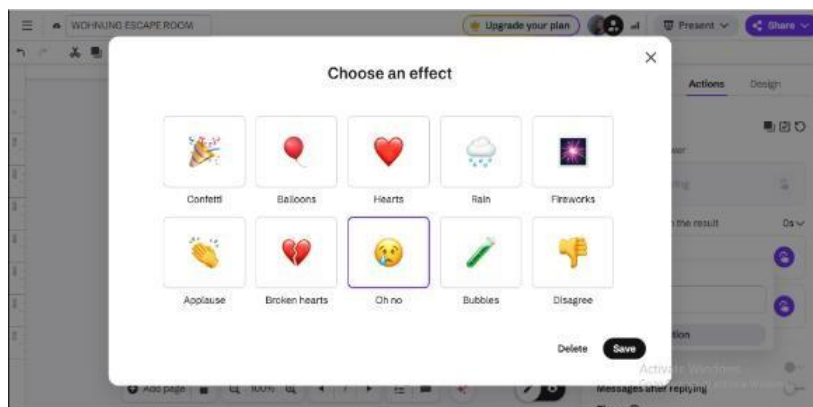 WOHNUNG ESCAPE ROOM
Upgrade your plan
Present
Share
Choose an effect
Actions
Design
Confetti
Balloons
Hearts
Rain
Fireworks
the result
0s
Applause
Broken hearts
Oh no
Bubbles
Disagree
Delete
Save
Activate Windows
Add page
100%
Messages after replying